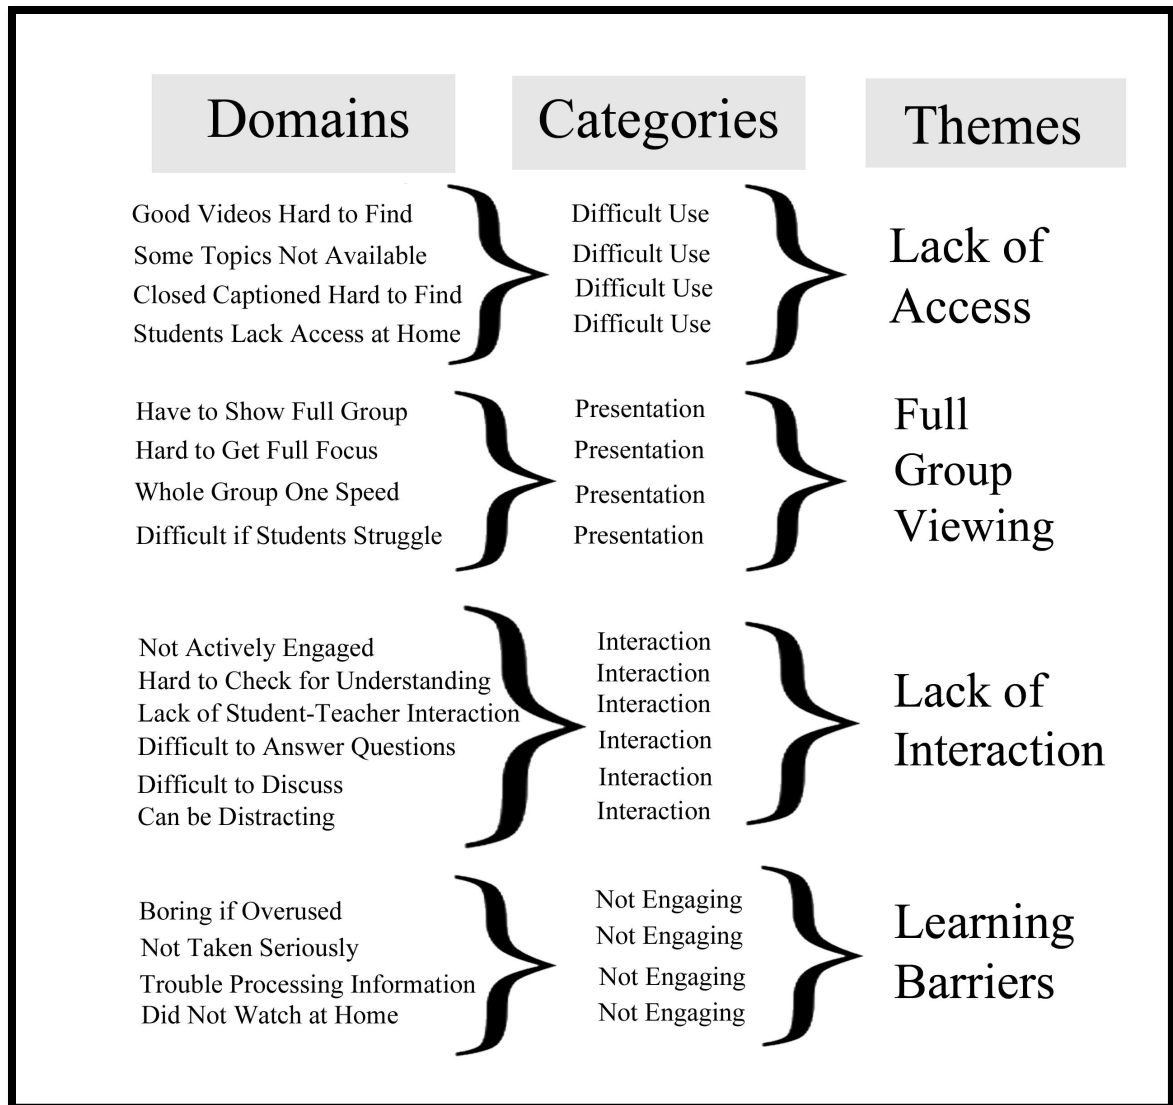 Domains
Categories
Themes
Good Videos Hard to Find
Some Topics Not Available
Closed Captioned Hard to Find
Students Lack Access at Home
Difficult Use
Difficult Use
Difficult Use
Difficult Use
Lack of
Access
Have to Show Full Group
Hard to Get Full Focus
Whole Group One Speed
Difficult if Students Struggle
Presentation
Presentation
Presentation
Presentation
Full
Group
Viewing
Not Actively Engaged
Hard to Check for Understanding
Lack of Student-Teacher Interaction
Difficult to Answer Questions
Difficult to Discuss
Can be Distracting
Interaction
Interaction
Interaction
Interaction
Interaction
Interaction
Lack of
Interaction
Boring if Overused
Not Taken Seriously
Trouble Processing Information
Did Not Watch at Home
Not Engaging
Not Engaging
Not Engaging
Not Engaging
Learning
Barriers